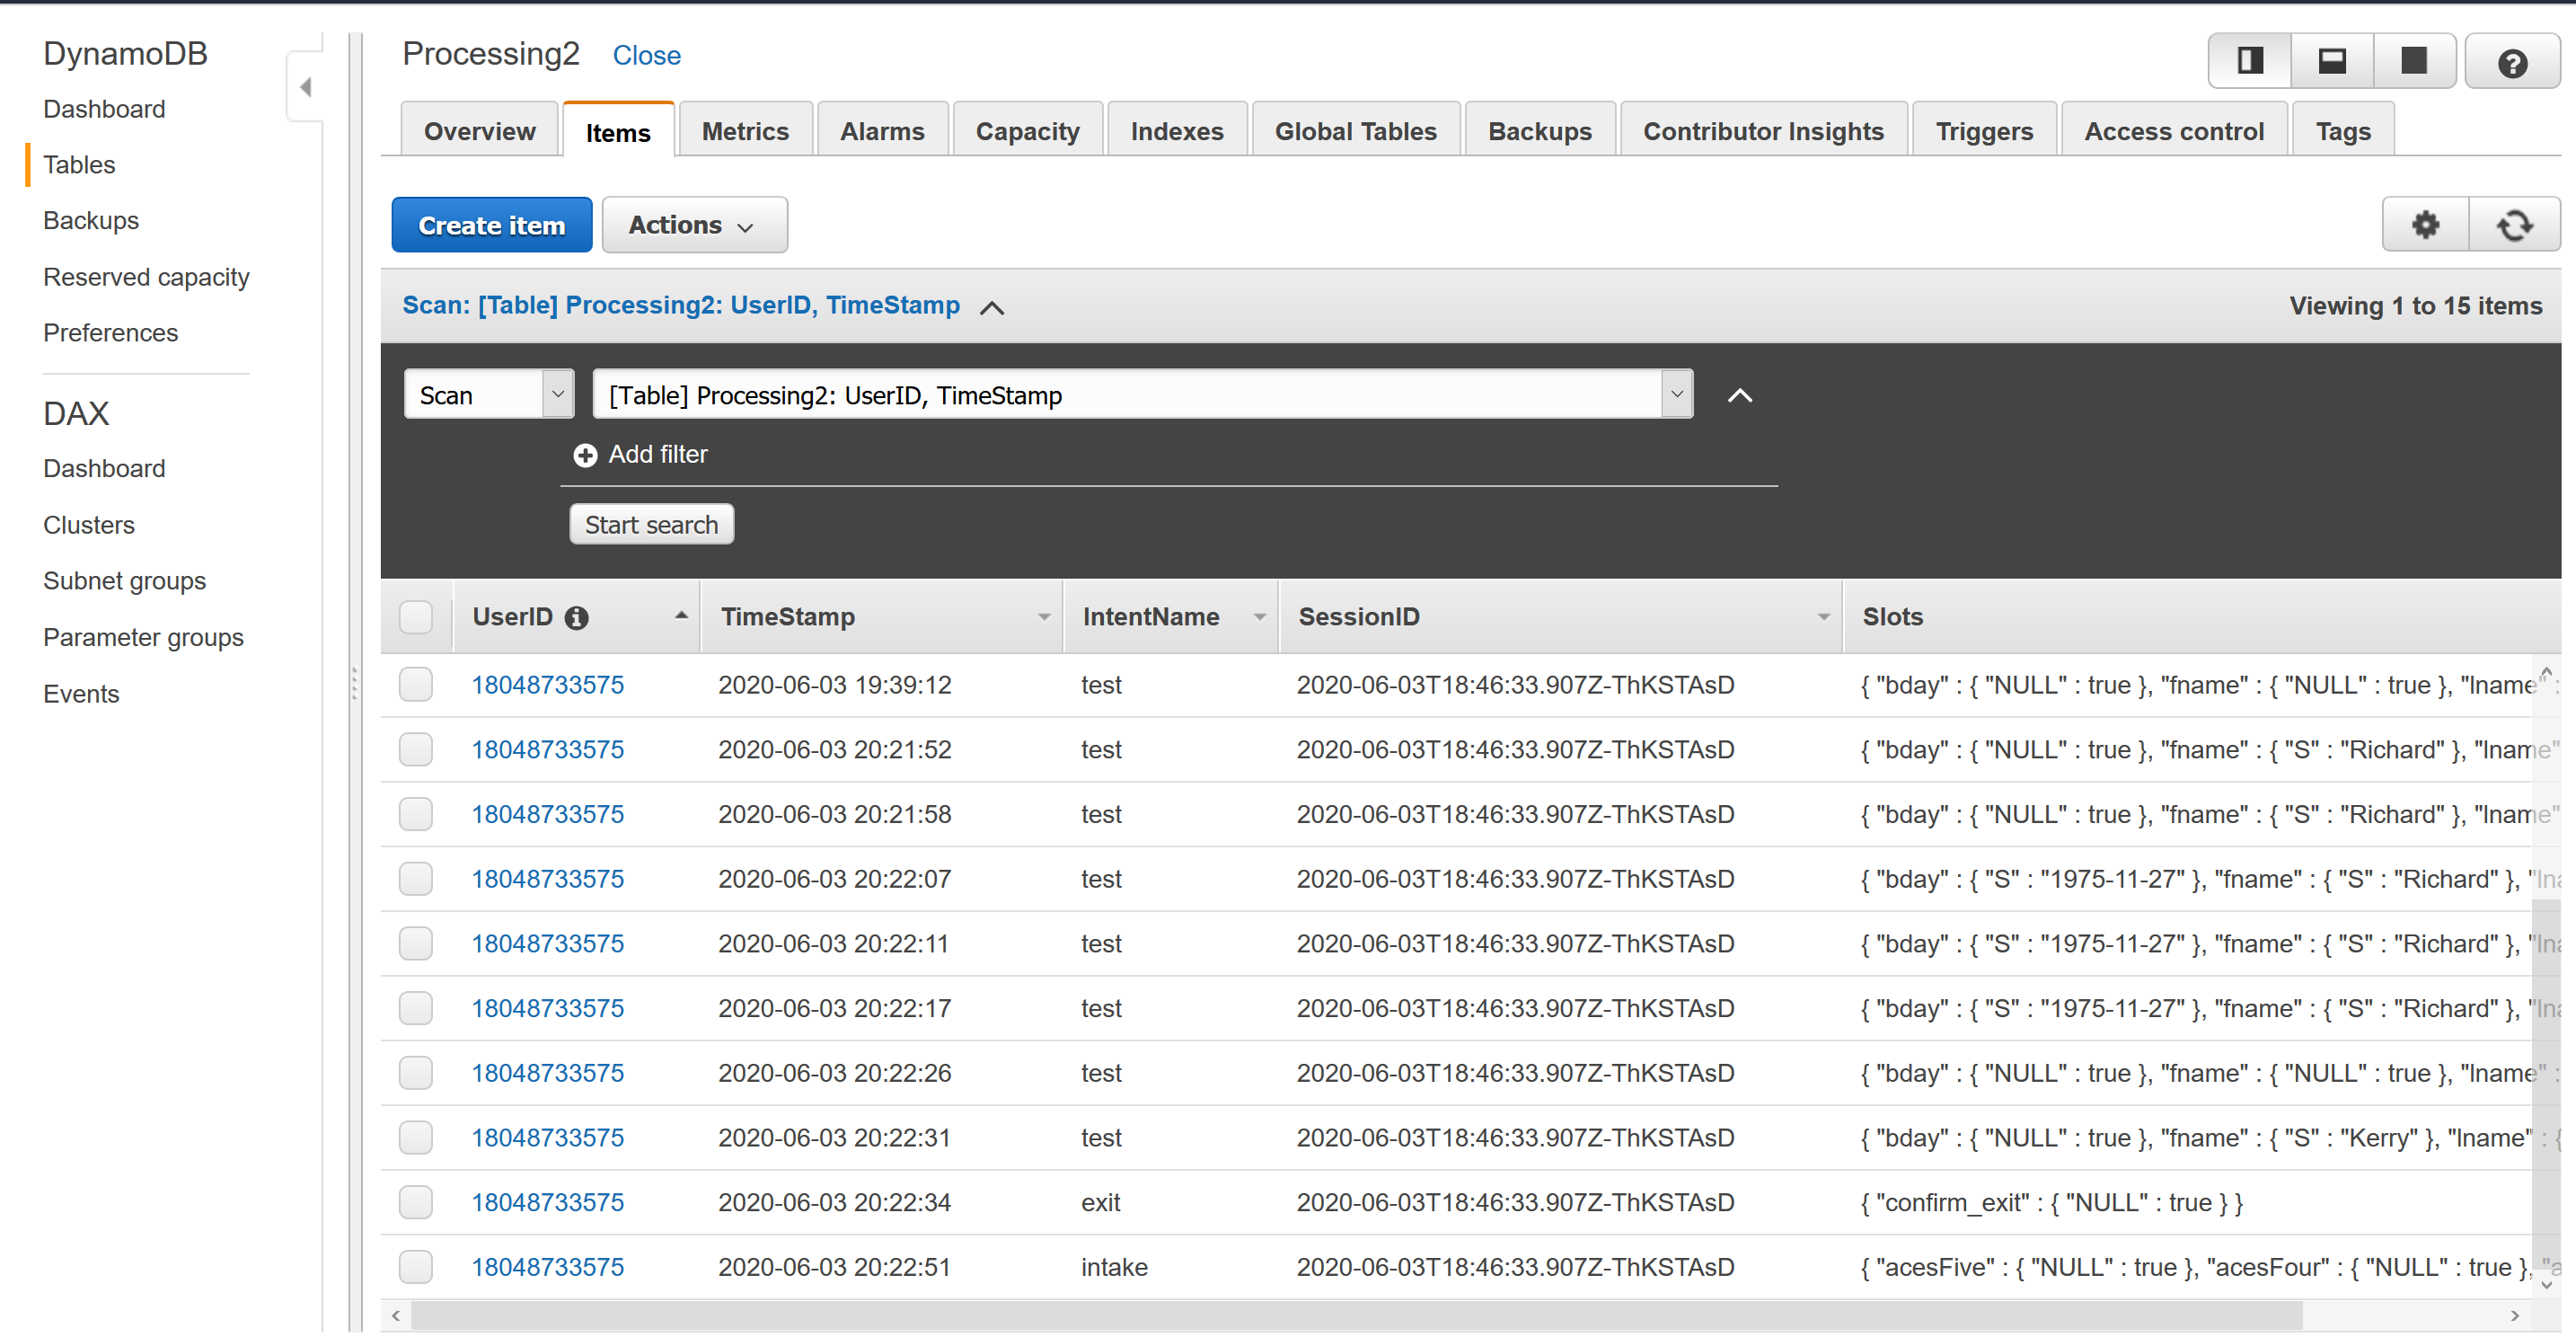 DynamoDB
Dashboard
Tables
Backups
Reserved capacity
Preferences
DAX
Dashboard
Clusters
Subnet groups
Parameter groups
Events
Processing2 Close
Overview Items Metrics Alarms Capacity Indexes Global Tables Backups Contributor Insights Triggers Access control Tags
Create item Actions
Scan: [Table] Processing2: UserID, TimeStamp Viewing 1 to 15 items
Scan [Table] Processing2: UserID, TimeStamp
Add filter
Start search
UserID TimeStamp IntentName SessionID Slots
18048733575 2020-06-03 19:39:12 test 2020-06-03T18:46:33.907Z-ThKSTAsD { "bday" : { "NULL" : true }, "fname" : { "NULL" : true }, "lname" :
18048733575 2020-06-03 20:21:52 test 2020-06-03T18:46:33.907Z-ThKSTAsD { "bday" : { "NULL" : true }, "fname" : { "S" : "Richard" }, "lname"
18048733575 2020-06-03 20:21:58 test 2020-06-03T18:46:33.907Z-ThKSTAsD { "bday" : { "NULL" : true }, "fname" : { "S" : "Richard" }, "lname"
18048733575 2020-06-03 20:22:07 test 2020-06-03T18:46:33.907Z-ThKSTAsD { "bday" : { "S" : "1975-11-27" }, "fname" : { "S" : "Richard" }, "lna
18048733575 2020-06-03 20:22:11 test 2020-06-03T18:46:33.907Z-ThKSTAsD { "bday" : { "S" : "1975-11-27" }, "fname" : { "S" : "Richard" }, "lna
18048733575 2020-06-03 20:22:17 test 2020-06-03T18:46:33.907Z-ThKSTAsD { "bday" : { "S" : "1975-11-27" }, "fname" : { "S" : "Richard" }, "lna
18048733575 2020-06-03 20:22:26 test 2020-06-03T18:46:33.907Z-ThKSTAsD { "bday" : { "NULL" : true }, "fname" : { "NULL" : true }, "lname" :
18048733575 2020-06-03 20:22:31 test 2020-06-03T18:46:33.907Z-ThKSTAsD { "bday" : { "NULL" : true }, "fname" : { "S" : "Kerry" }, "lname" : {
18048733575 2020-06-03 20:22:34 exit 2020-06-03T18:46:33.907Z-ThKSTAsD { "confirm_exit" : { "NULL" : true } }
18048733575 2020-06-03 20:22:51 intake 2020-06-03T18:46:33.907Z-ThKSTAsD { "acesFive" : { "NULL" : true }, "acesFour" : { "NULL" : true }, "a